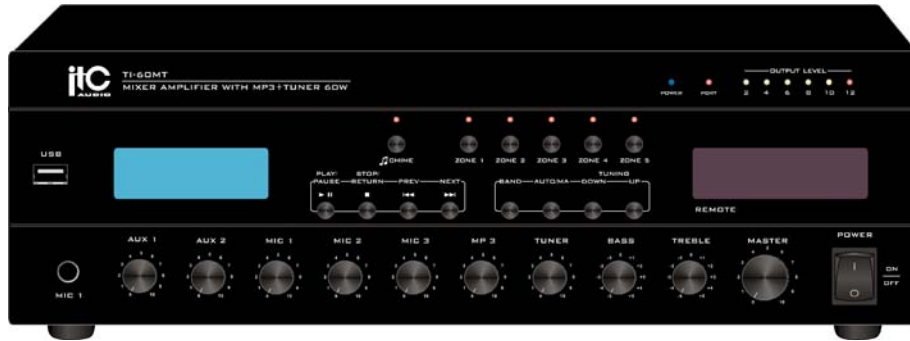 itC
AUDIO
TI-60MT
MIXER AMPLIFIER WITH MP3+TUNER 60W
OUTPUT LEVEL
POWER PORT 2 4 6 8 10 12
USB
CHIME ZONE 1 ZONE 2 ZONE 3 ZONE 4 ZONE 5
PLAY/PAUSE STOP/RETURN PREV NEXT
TUNING
BAND AUTO/MA DOWN UP
REMOTE
AUX 1 AUX 2 MIC 1 MIC 2 MIC 3 MP 3 TUNER BASS TREBLE MASTER POWER
MIC 1
ON
OFF